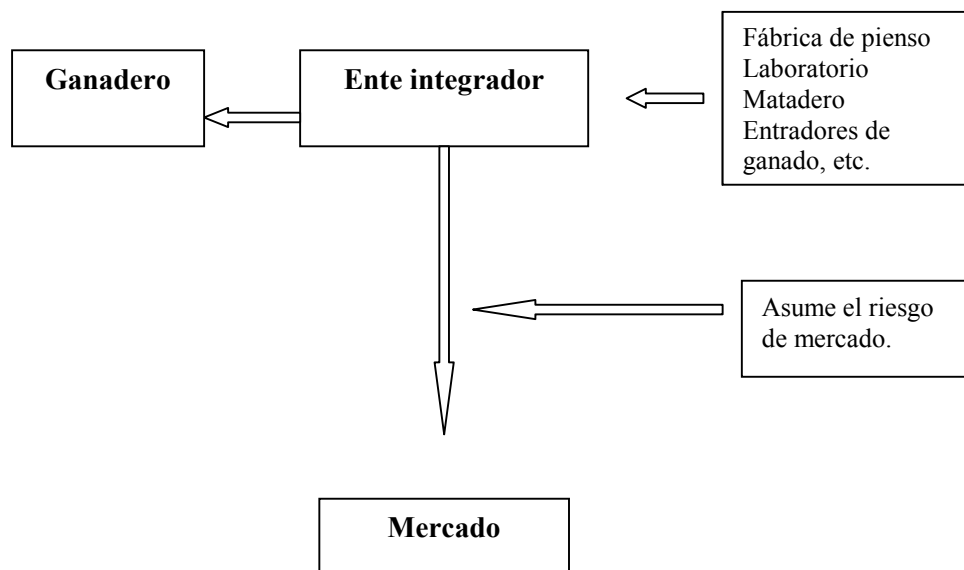 Ganadero
Ente integrador
Fábrica de pienso
Laboratorio
Matadero
Entradores de
ganado, etc.
Asume el riesgo
de mercado.
Mercado